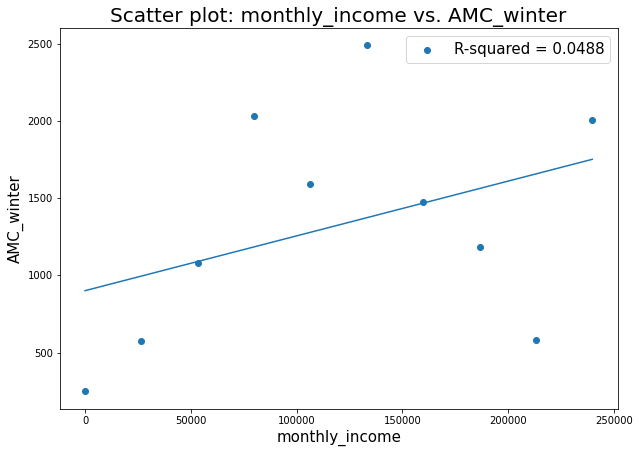 Scatter plot: monthly_income vs. AMC_winter
R-squared = 0.0488
2500
2000
1500
1000
500
AMC_winter
0 50000 100000 150000 200000 250000
monthly_income